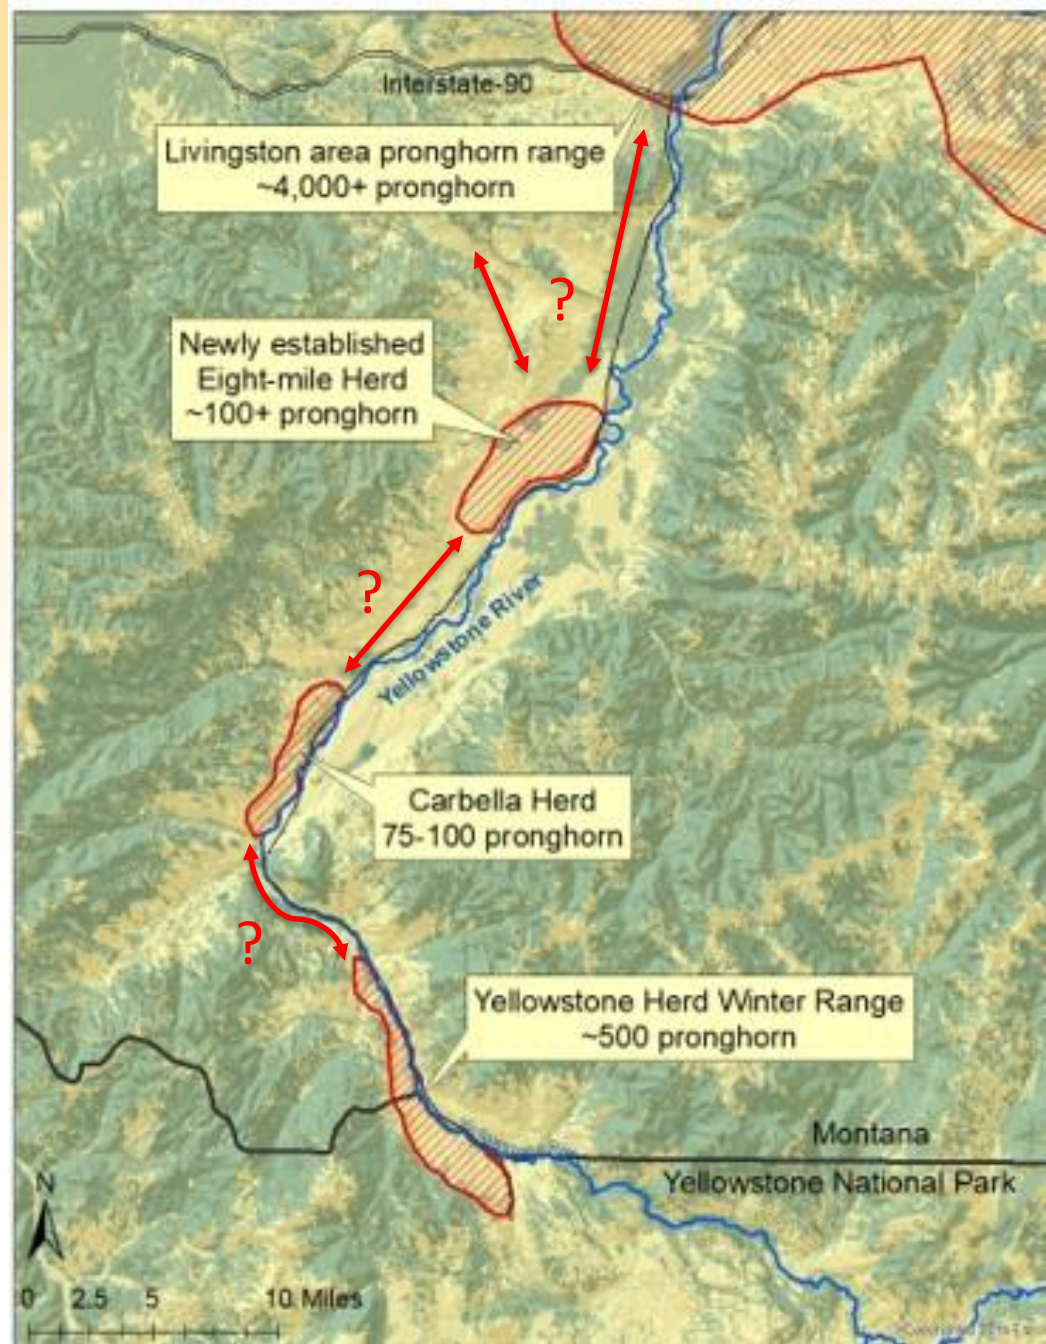 Interstate-90
Livingston area pronghorn range
~4,000+ pronghorn
?
Newly established
Eight-mile Herd
~100+ pronghorn
?
Yellowstone River
Carbella Herd
75-100 pronghorn
?
Yellowstone Herd Winter Range
~500 pronghorn
Montana
Yellowstone National Park
N
0 2.5 5 10 Miles